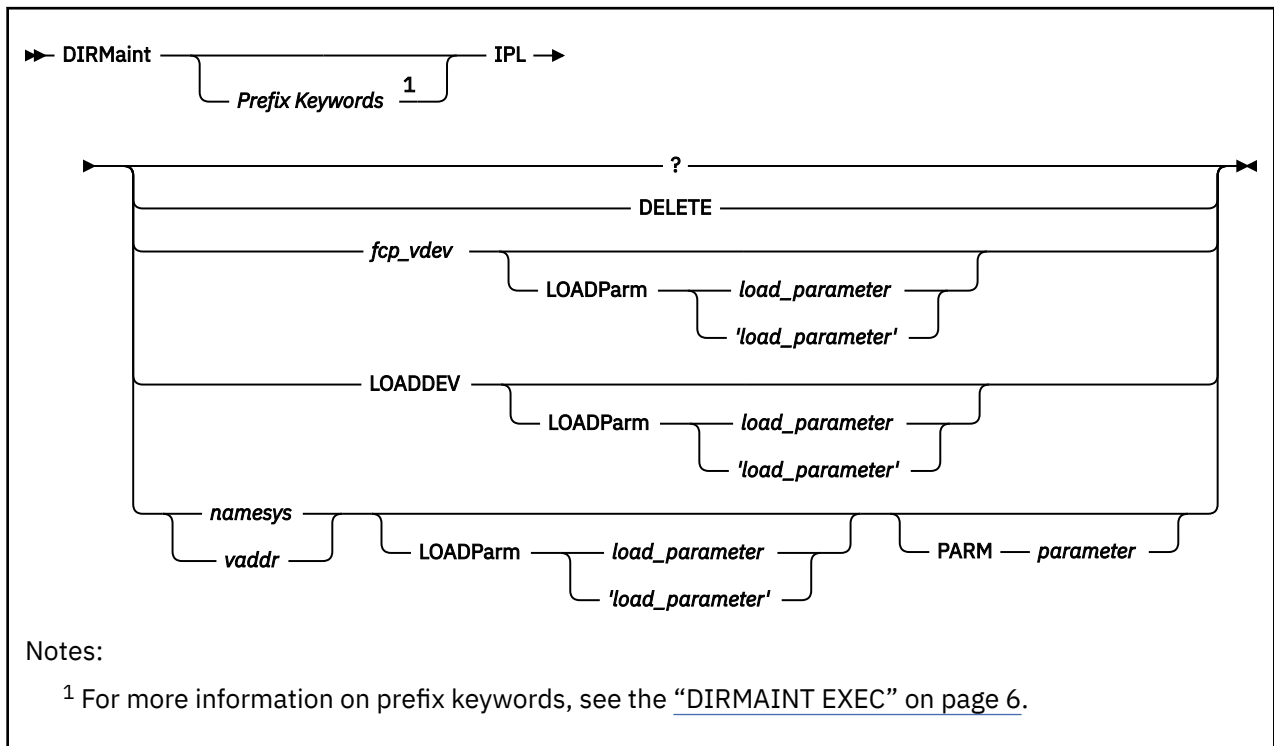 DIRMaint Prefix Keywords 1 IPL
?
DELETE
fcp_vdev
LOADParm load_parameter
'load_parameter'
LOADDEV
LOADParm load_parameter
'load_parameter'
namesys
vaddr
LOADParm load_parameter
'load_parameter'
PARM parameter
Notes:
1 For more information on prefix keywords, see the “DIRMAINT EXEC” on page 6.